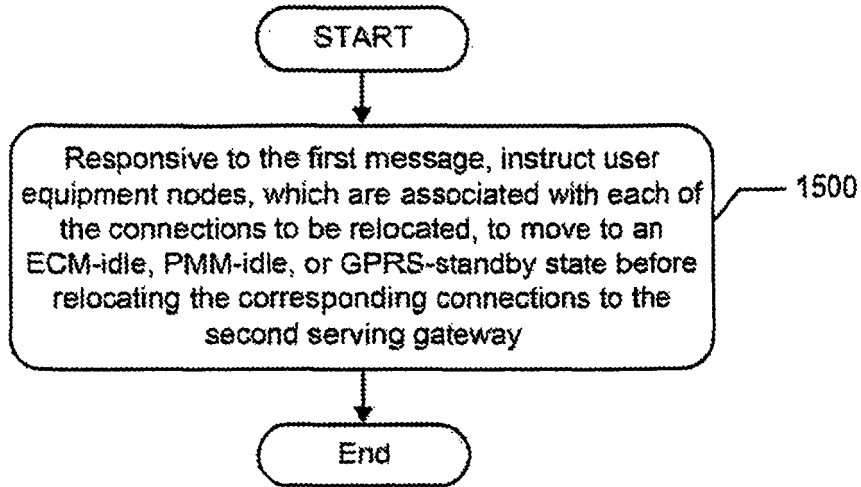 START
Responsive to the first message, instruct user
equipment nodes, which are associated with each of
the connections to be relocated, to move to an
ECM-idle, PMM-idle, or GPRS-standby state before
relocating the corresponding connections to the
second serving gateway
1500
End